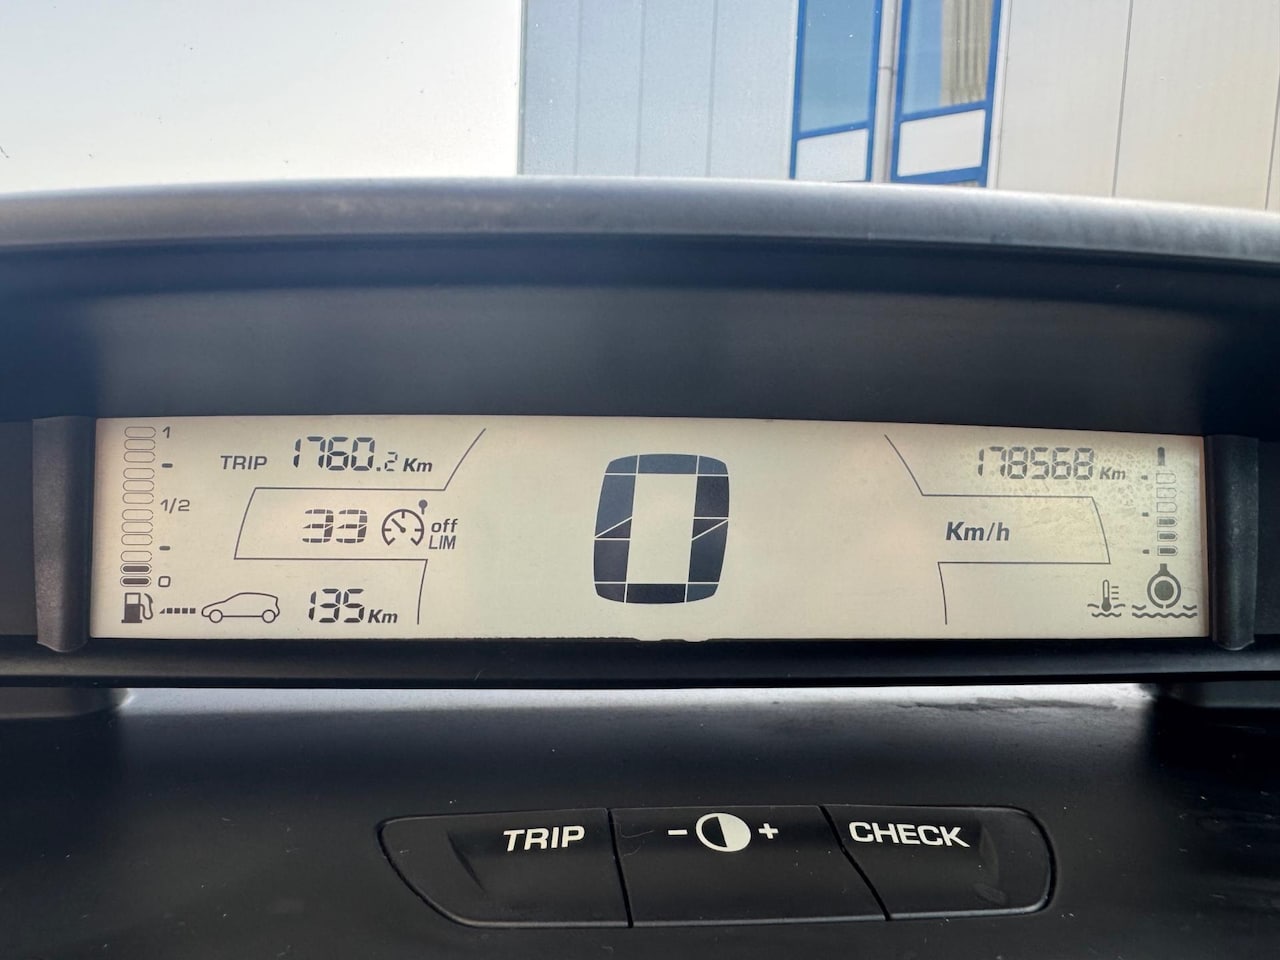 1
TRIP 1760.2 Km
178568 Km
1/2
33 off
LIM
Km/h
0
0
135 Km
TRIP - + CHECK